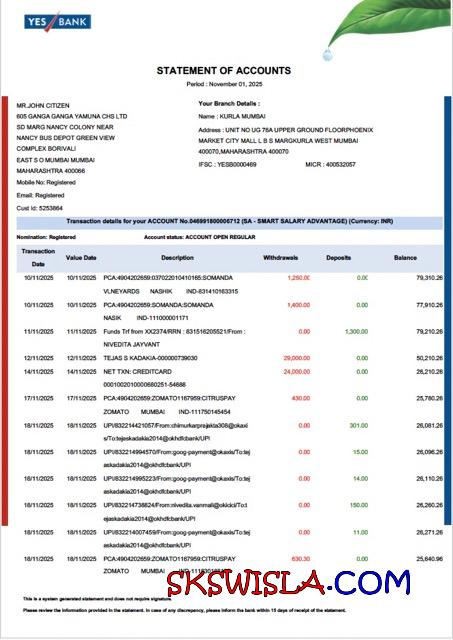 YES BANK
STATEMENT OF ACCOUNTS
Period : November 01, 2025
MR.JOHN CITIZEN
605 GANGA GANGA YAMUNA CHS LTD
SD MARG NANCY COLONY NEAR
NANCY BUS DEPOT GREEN VIEW
COMPLEX BORIVALI
EAST S O MUMBAI MUMBAI
MAHARASHTRA 400066
Mobile No: Registered
Email: Registered
Cust Id: 5253864
Your Branch Details :
Name : KURLA MUMBAI
Address : UNIT NO UG 76A UPPER GROUND FLOORPHOENIX
MARKET CITY MALL L B S MARGKURLA WEST MUMBAI
400070,MAHARASHTRA 400070
IFSC : YESB0000469 MICR : 400532057
Transaction details for your ACCOUNT No.046991800006712 (SA - SMART SALARY ADVANTAGE) (Currency: INR)
Nomination: Registered Account status: ACCOUNT OPEN REGULAR
Transaction Date Value Date Description Withdrawals Deposits Balance
10/11/2025 10/11/2025 PCA:4904202659:037022010410165:SOMANDA 1,250.00 0.00 79,310.26
VLNEYARDS NASHIK IND-831410163315
10/11/2025 10/11/2025 PCA:4904202659:SOMANDA:SOMANDA 1,400.00 0.00 77,910.26
NASIK IND-111000001171
11/11/2025 11/11/2025 Funds Trf from XX2374/RRN : 831516205521/From : 0.00 1,300.00 79,210.26
NIVEDITA JAYVANT
12/11/2025 12/11/2025 TEJAS S KADAKIA-000000739030 29,000.00 0.00 50,210.26
14/11/2025 14/11/2025 NET TXN: CREDITCARD 24,000.00 0.00 26,210.26
0001002010000680251-54686
17/11/2025 17/11/2025 PCA:4904202659:ZOMATO1167959:CITRUSPAY 430.00 0.00 25,780.26
ZOMATO MUMBAI IND-111750145454
18/11/2025 18/11/2025 UPI/832214421057/From:chimurkarprajakta308@okaxi 0.00 301.00 26,081.26
s/To:tejaskadakia2014@okhdfcbank/UPI
18/11/2025 18/11/2025 UPI/832214994570/From:goog-payment@okaxis/To:tej 0.00 15.00 26,096.26
askadakia2014@okhdfcbank/UPI
18/11/2025 18/11/2025 UPI/832214995223/From:goog-payment@okaxis/To:tej 0.00 14.00 26,110.26
askadakia2014@okhdfcbank/UPI
18/11/2025 18/11/2025 UPI/832214738624/From:nivedita.vanmali@okicici/To:t 0.00 150.00 26,260.26
ejaskadakia2014@okhdfcbank/UPI
18/11/2025 18/11/2025 UPI/832214007459/From:goog-payment@okaxis/To:tej 0.00 11.00 26,271.26
askadakia2014@okhdfcbank/UPI
18/11/2025 18/11/2025 PCA:4904202659:ZOMATO1167959:CITRUSPAY 630.30 0.00 25,640.96
ZOMATO MUMBAI
SKSWISLA.COM
This is a system generated statement and does not require signature.
Please review the information provided in the statement. In case of any discrepancy, please inform the bank within 15 days of receipt of the statement.